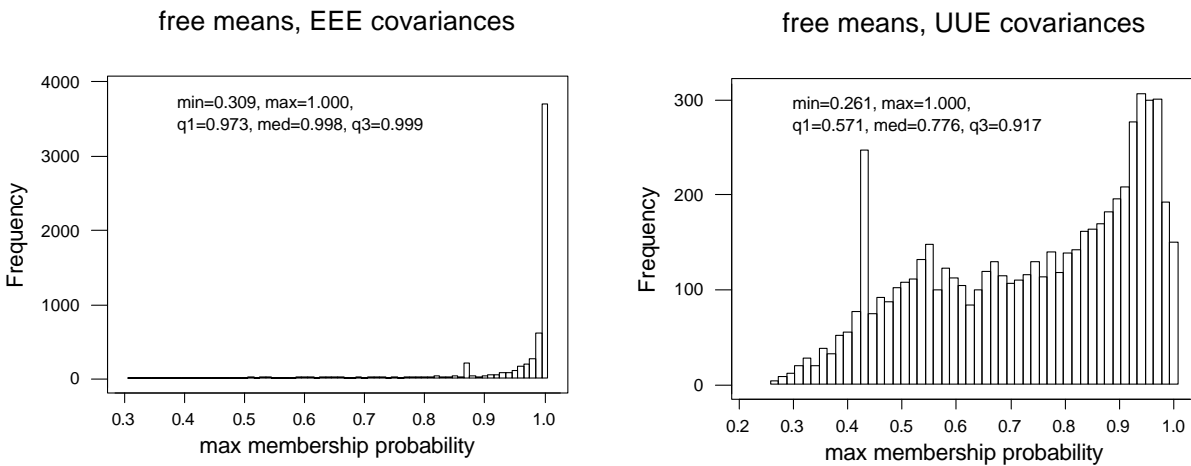 free means, EEE covariances
min=0.309, max=1.000,
q1=0.973, med=0.998, q3=0.999
4000
3000
2000
1000
0
Frequency
0.3 0.4 0.5 0.6 0.7 0.8 0.9 1.0
max membership probability
free means, UUE covariances
min=0.261, max=1.000,
q1=0.571, med=0.776, q3=0.917
300
200
100
0
Frequency
0.2 0.3 0.4 0.5 0.6 0.7 0.8 0.9 1.0
max membership probability